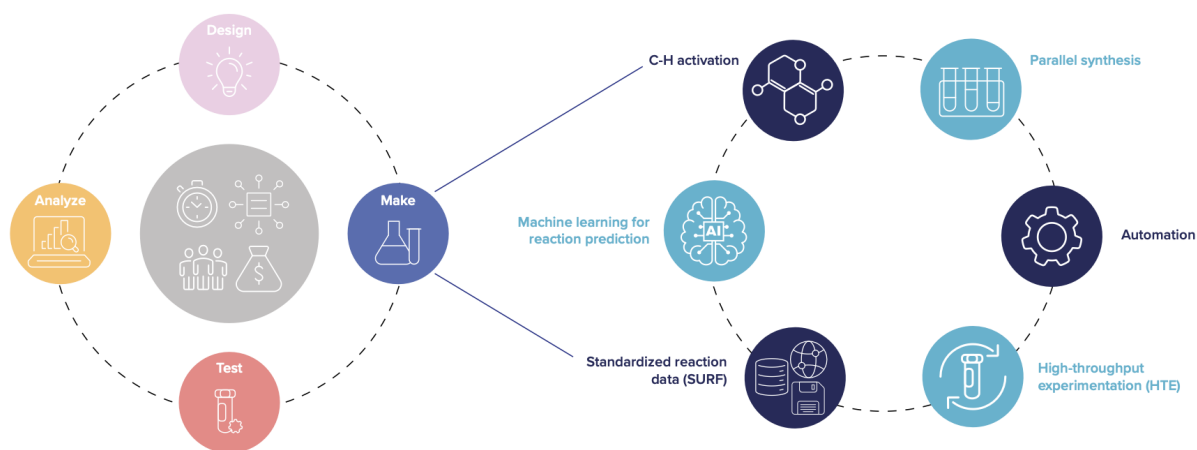 Design
Analyze
Make
Test
$
C-H activation
Parallel synthesis
Machine learning for
reaction prediction
AI
Automation
Standardized reaction
data (SURF)
High-throughput
experimentation (HTE)